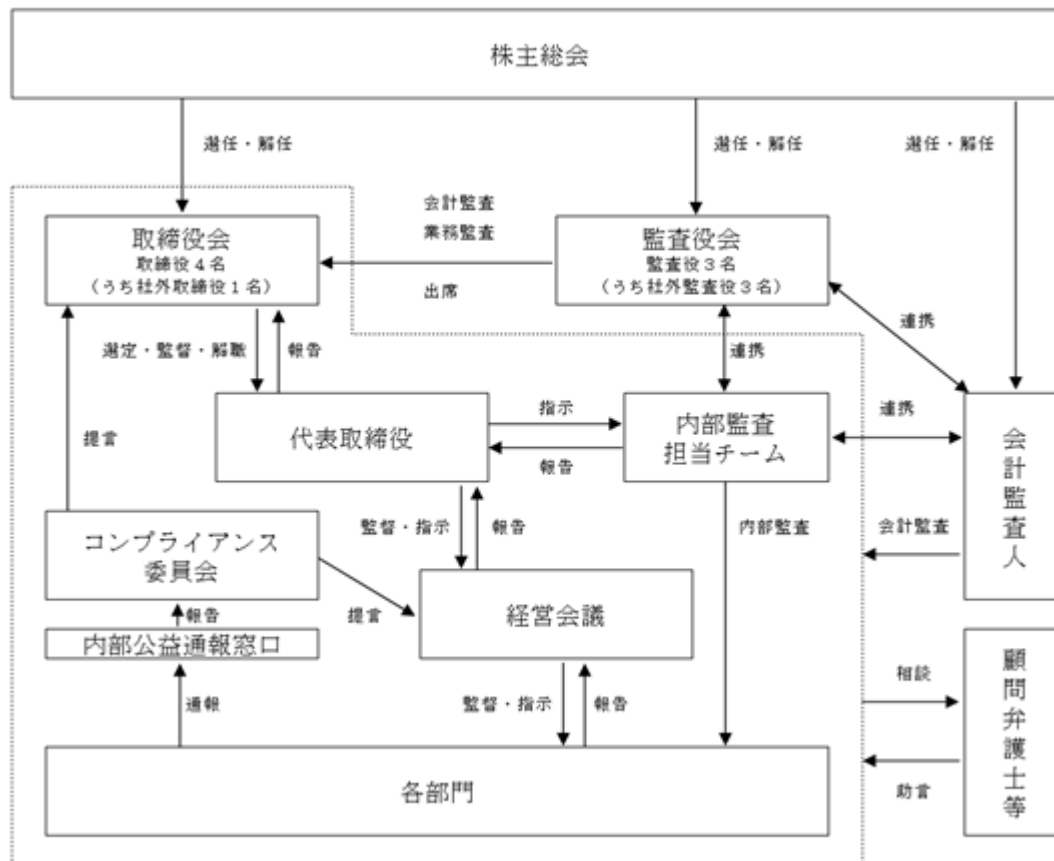 株主総会
選任・解任
選任・解任
選任・解任
取締役会
取締役4名
（うち社外取締役1名）
会計監査
業務監査
出席
監査役会
監査役3名
（うち社外監査役3名）
連携
選定・監督・解職
報告
連携
代表取締役
指示
報告
内部監査
担当チーム
連携
会計監査人
提言
監督・指示
報告
内部監査
会計監査
コンプライアンス
委員会
提言
経営会議
報告
内部公益通報窓口
通報
監督・指示
報告
相談
顧問弁護士等
助言
各部門